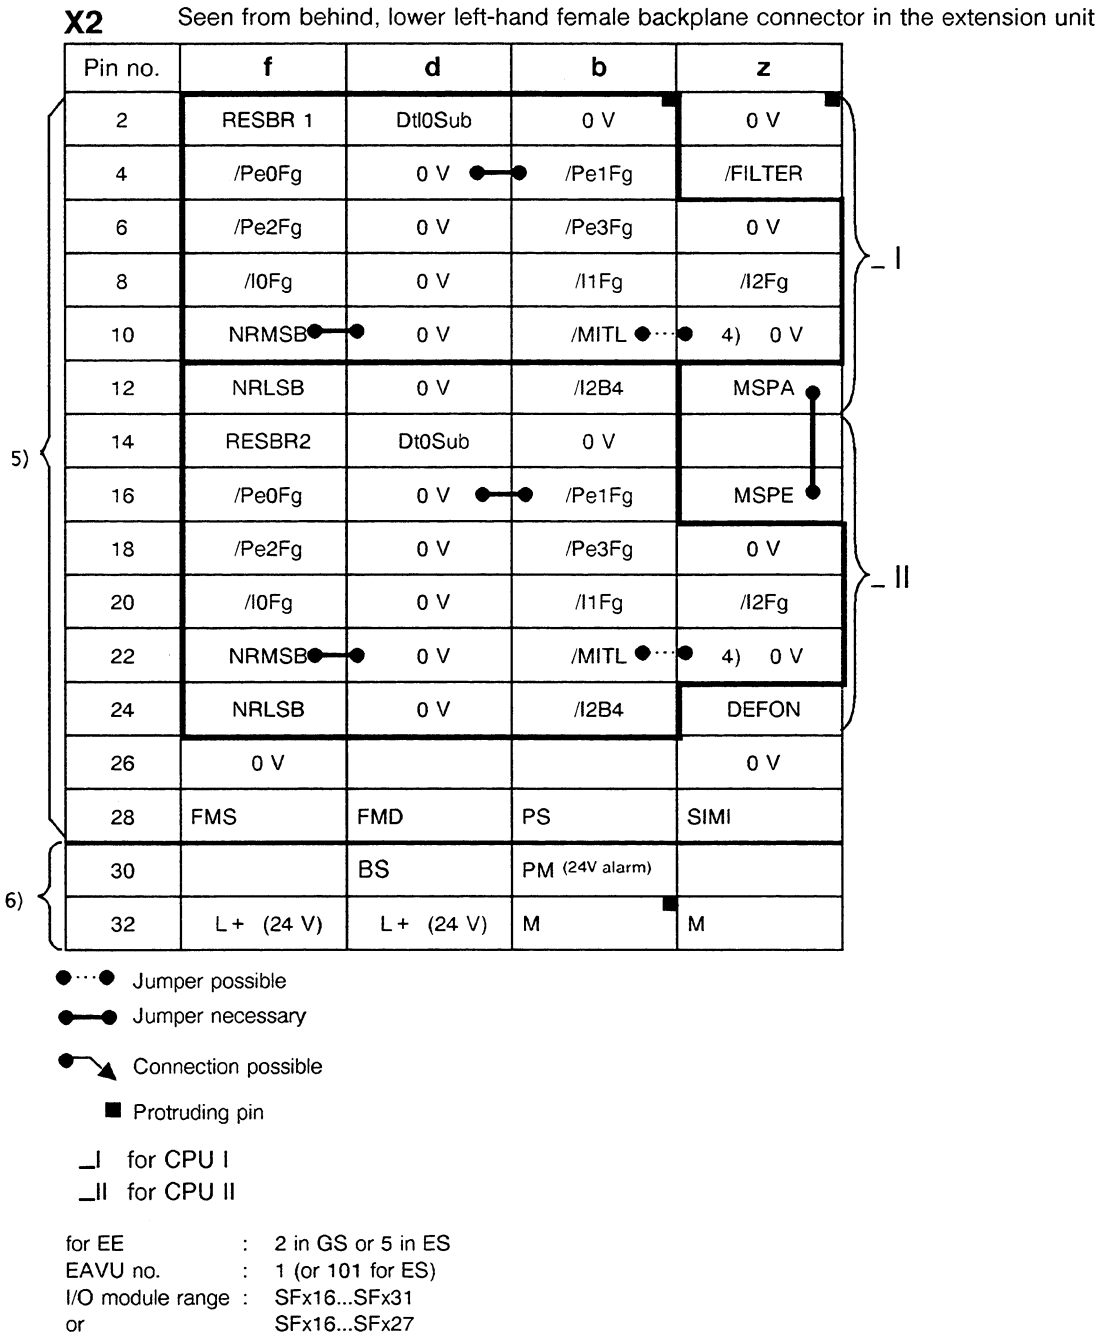 X2 Seen from behind, lower left-hand female backplane connector in the extension unit
Pin no. f d b z
2 RESBR 1 DtI0Sub 0 V 0 V
4 /Pe0Fg 0 V /Pe1Fg /FILTER
6 /Pe2Fg 0 V /Pe3Fg 0 V
_ I
8 /I0Fg 0 V /I1Fg /I2Fg
10 NRMSB 0 V /MITL 4) 0 V
12 NRLSB 0 V /I2B4 MSPA
14 RESBR2 Dt0Sub 0 V
5)
16 /Pe0Fg 0 V /Pe1Fg MSPE
18 /Pe2Fg 0 V /Pe3Fg 0 V
_ II
20 /I0Fg 0 V /I1Fg /I2Fg
22 NRMSB 0 V /MITL 4) 0 V
24 NRLSB 0 V /I2B4 DEFON
26 0 V 0 V
28 FMS FMD PS SIMI
30 BS PM (24V alarm)
6)
32 L+ (24 V) L+ (24 V) M M
Jumper possible
Jumper necessary
Connection possible
Protruding pin
_I for CPU I
_II for CPU II
for EE : 2 in GS or 5 in ES
EAVU no. : 1 (or 101 for ES)
I/O module range : SFx16...SFx31
or SFx16...SFx27